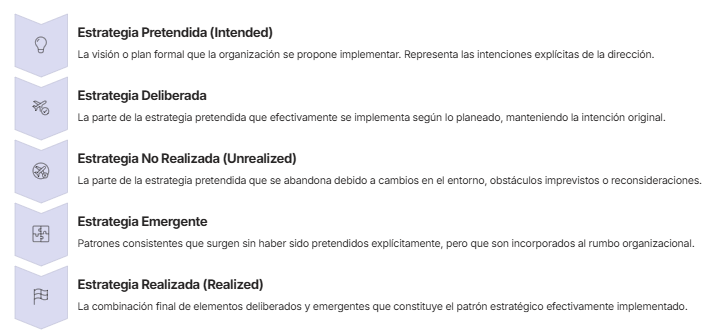 Estrategia Pretendida (Intended)
La visión o plan formal que la organización se propone implementar. Representa las intenciones explícitas de la dirección.
Estrategia Deliberada
La parte de la estrategia pretendida que efectivamente se implementa según lo planeado, manteniendo la intención original.
Estrategia No Realizada (Unrealized)
La parte de la estrategia pretendida que se abandona debido a cambios en el entorno, obstáculos imprevistos o reconsideraciones.
Estrategia Emergente
Patrones consistentes que surgen sin haber sido pretendidos explícitamente, pero que son incorporados al rumbo organizacional.
Estrategia Realizada (Realized)
La combinación final de elementos deliberados y emergentes que constituye el patrón estratégico efectivamente implementado.